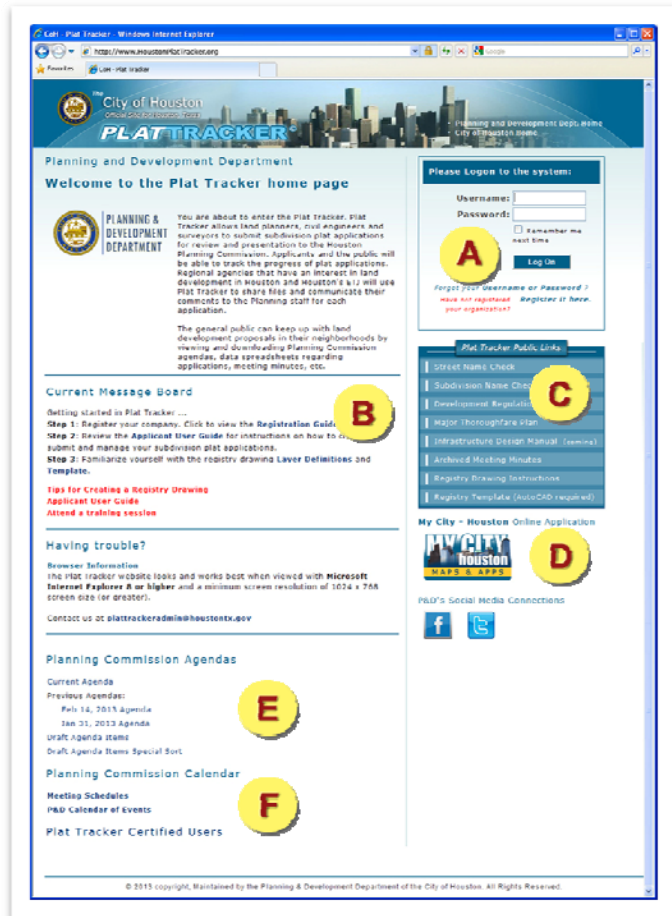 CoH - Plat Tracker - Windows Internet Explorer
http://www.HoustonPlatTracker.org
Google
Favorites
CoH - Plat Tracker
The
City of Houston
Official Site for Houston, Texas
PLATTRACKER
• Planning and Development Dept. Home
• City of Houston Home
Planning and Development Department
Welcome to the Plat Tracker home page
PLANNING &
DEVELOPMENT
DEPARTMENT
You are about to enter the Plat Tracker. Plat
Tracker allows land planners, civil engineers and
surveyors to submit subdivision plat applications
for review and presentation to the Houston
Planning Commission. Applicants and the public will
be able to track the progress of plat applications.
Regional agencies that have an interest in land
development in Houston and Houston's ETJ will use
Plat Tracker to share files and communicate their
comments to the Planning staff for each
application.
The general public can keep up with land
development proposals in their neighborhoods by
viewing and downloading Planning Commission
agendas, data spreadsheets regarding
applications, meeting minutes, etc.
Current Message Board
Getting started in Plat Tracker ...
Step 1: Register your company. Click to view the Registration Guide
Step 2: Review the Applicant User Guide for instructions on how to
submit and manage your subdivision plat applications.
Step 3: Familiarize yourself with the registry drawing Layer Definitions and
Template.
B
Tips for Creating a Registry Drawing
Applicant User Guide
Attend a training session
Having trouble?
Browser Information
The Plat Tracker website looks and works best when viewed with Microsoft
Internet Explorer 8 or higher and a minimum screen resolution of 1024 x 768
screen size (or greater).
Contact us at plattrackeradmin@houstontx.gov
Planning Commission Agendas
Current Agenda
Previous Agendas:
Feb 14, 2013 Agenda
Jan 31, 2013 Agenda
Draft Agenda Items
Draft Agenda Items Special Sort
E
Planning Commission Calendar
Meeting Schedules
P&D Calendar of Events
F
Plat Tracker Certified Users
Please Logon to the system:
Username:
Password:
Remember me
next time
A
Log On
Forgot your Username or Password ?
Have not registered
your organization?
Register it here.
Plat Tracker Public Links
Street Name Check
Subdivision Name
Development
Major Thoroughfare Plan
Infrastructure Design Manual (coming)
Archived Meeting Minutes
Registry Drawing Instructions
Registry Template (AutoCAD required)
C
My City - Houston Online Application
MY CITY
houston
MAPS & APPS
D
P&D's Social Media Connections
f
t
© 2013 copyright, Maintained by the Planning & Development Department of the City of Houston. All Rights Reserved.